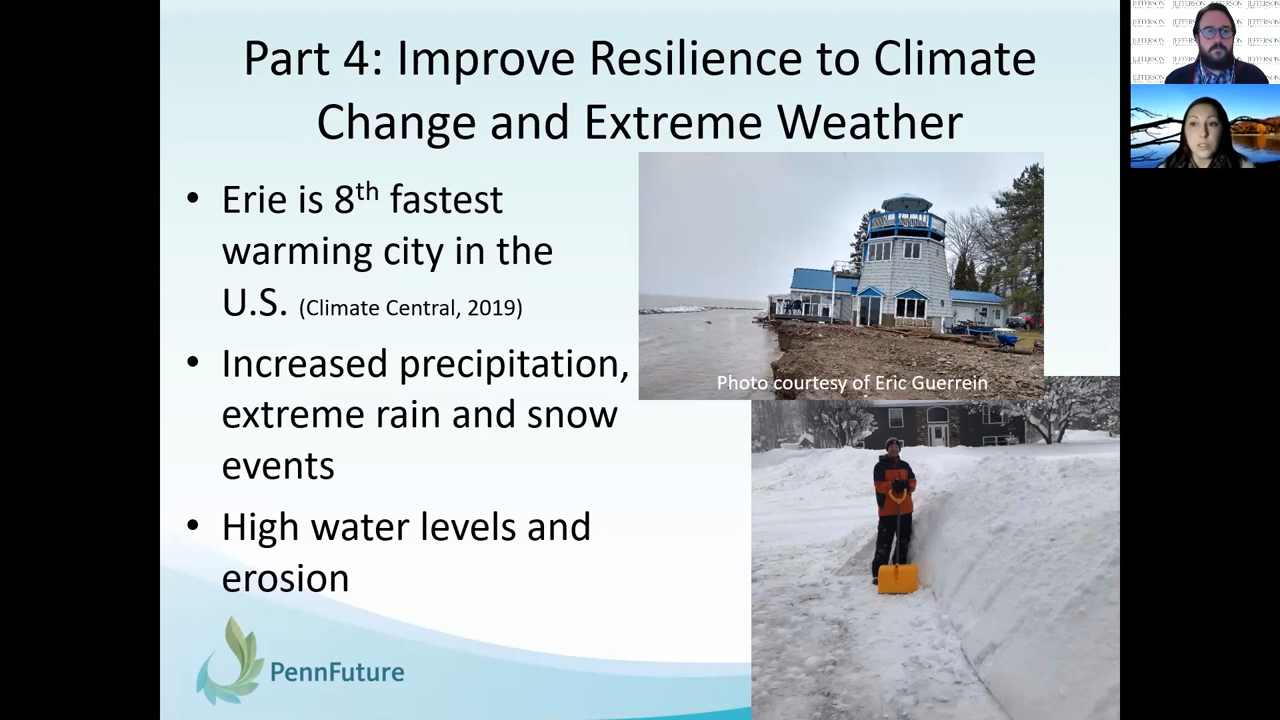 Part 4: Improve Resilience to Climate
Change and Extreme Weather
• Erie is 8th fastest
warming city in the
U.S. (Climate Central, 2019)
• Increased precipitation,
extreme rain and snow
events
• High water levels and
erosion
Photo courtesy of Eric Guerrein
PennFuture
JEFFERSON